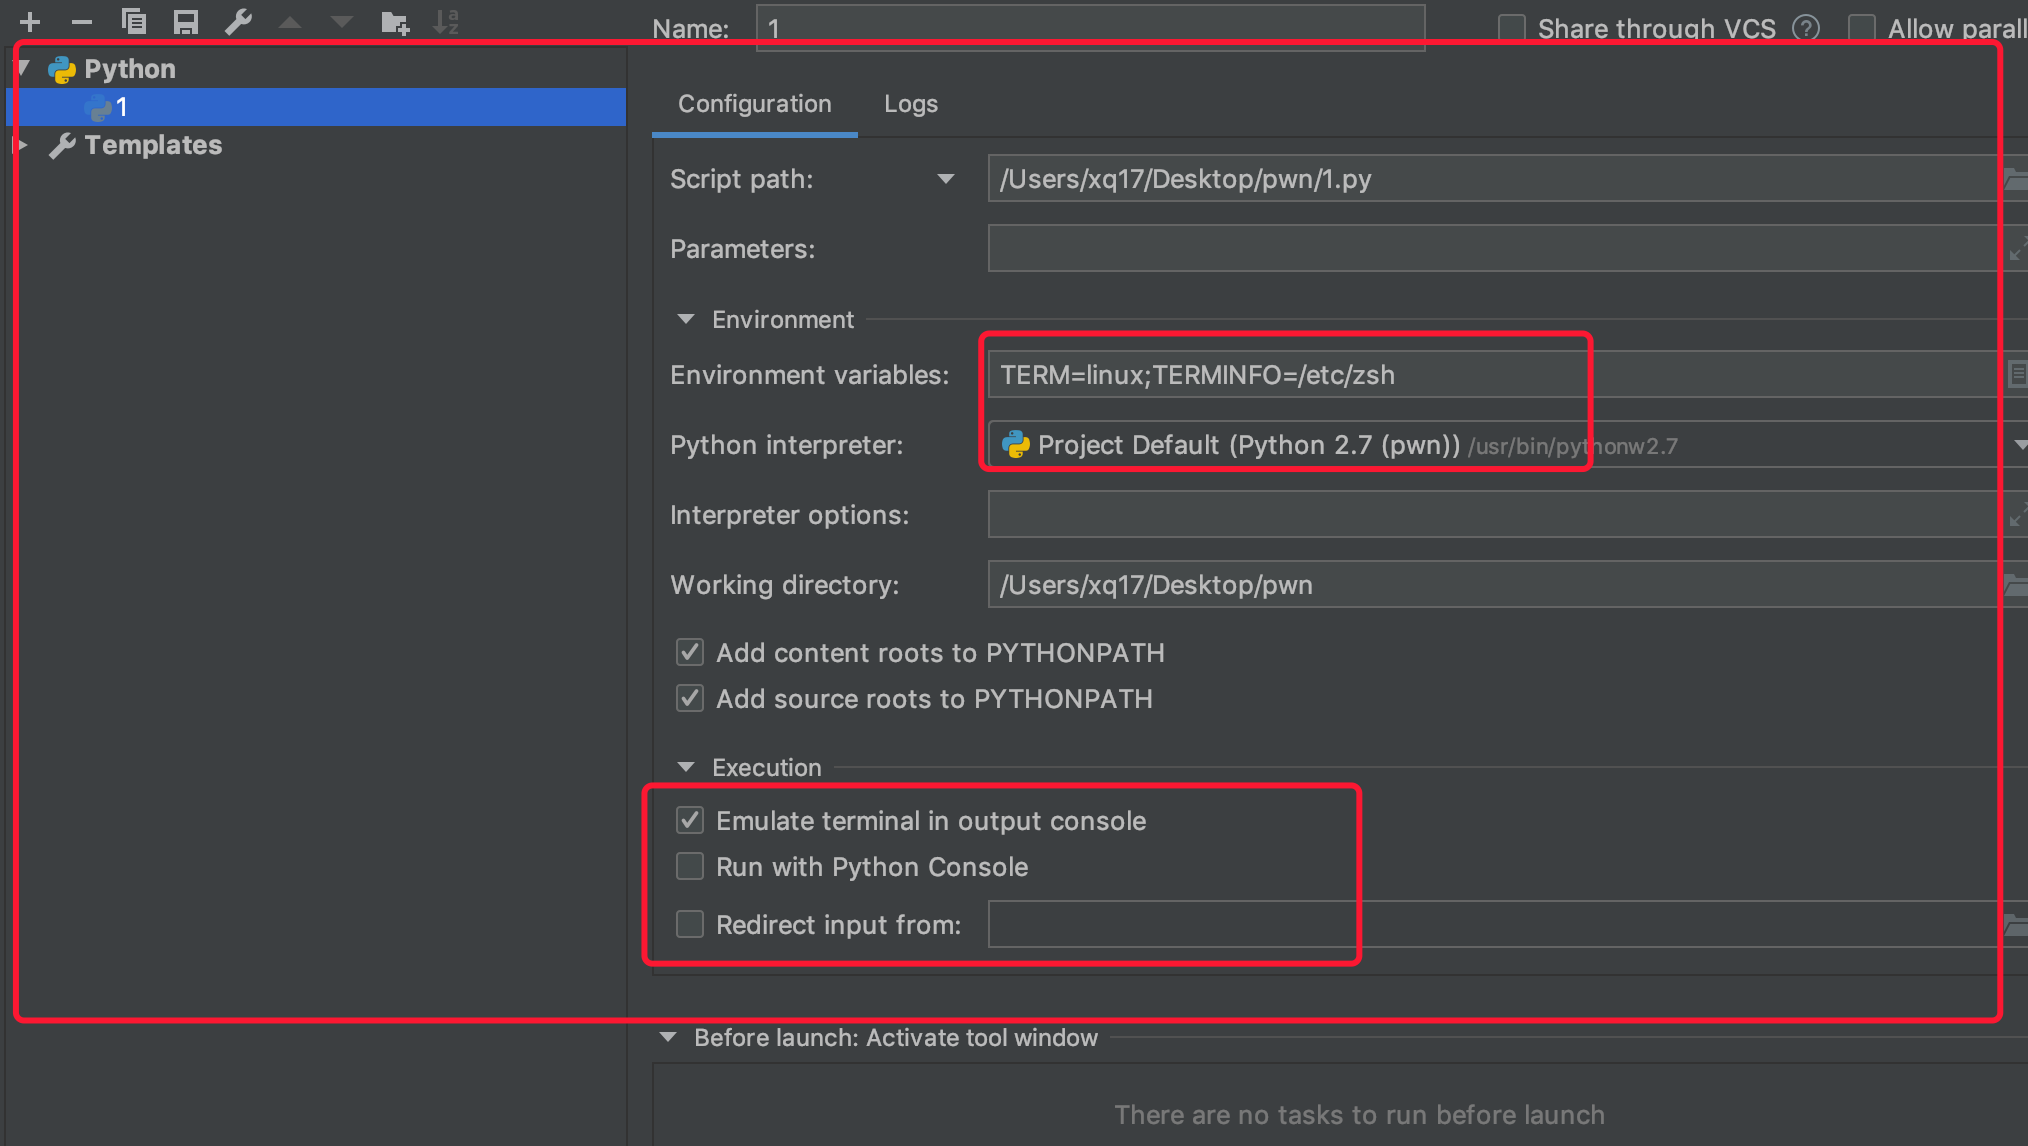 Name: 1 Share through VCS ? Allow parall
Python
1
Templates
Configuration Logs
Script path: /Users/xq17/Desktop/pwn/1.py
Parameters:
Environment
Environment variables: TERM=linux;TERMINFO=/etc/zsh
Python interpreter: Project Default (Python 2.7 (pwn)) /usr/bin/pythonw2.7
Interpreter options:
Working directory: /Users/xq17/Desktop/pwn
Add content roots to PYTHONPATH
Add source roots to PYTHONPATH
Execution
Emulate terminal in output console
Run with Python Console
Redirect input from:
Before launch: Activate tool window
There are no tasks to run before launch